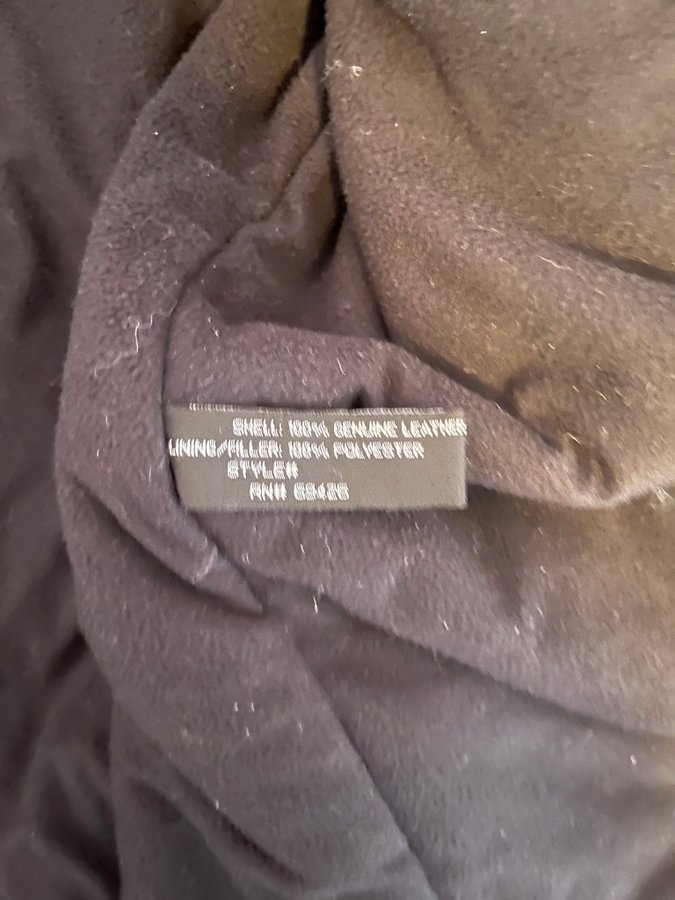 SHELL: 100% GENUINE LEATHER
LINING/FILLER: 100% POLYESTER
STYLE#
RN# 69426